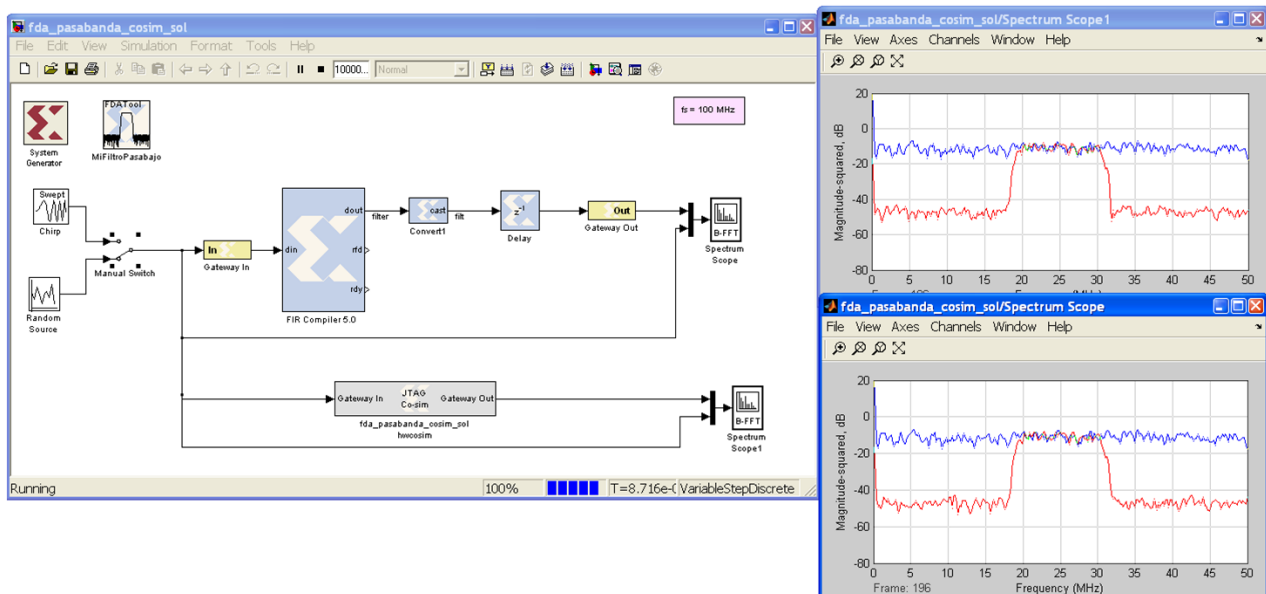 fda_pasabanda_cosim_sol
File Edit View Simulation Format Tools Help
10000... Normal
fs = 100 MHz
System Generator
FDATool
MiFiltroPasabajo
Swept
Chirp
Random Source
Manual Switch
In
Gateway In
din
dout
rfd
rdy
FIR Compiler 5.0
filter
cast
Convert1
filt
z⁻¹
Delay
Out
Gateway Out
B-FFT
Spectrum Scope
Gateway In
JTAG Co-sim
Gateway Out
fda_pasabanda_cosim_sol hwcosim
B-FFT
Spectrum Scope1
Running 100% T=8.716e-( VariableStepDiscrete
fda_pasabanda_cosim_sol/Spectrum Scope1
File View Axes Channels Window Help
Magnitude-squared, dB
20
0
-20
-40
-60
-80
0 5 10 15 20 25 30 35 40 45 50
fda_pasabanda_cosim_sol/Spectrum Scope
File View Axes Channels Window Help
Magnitude-squared, dB
20
0
-20
-40
-60
-80
0 5 10 15 20 25 30 35 40 45 50
Frame: 196 Frequency (MHz)